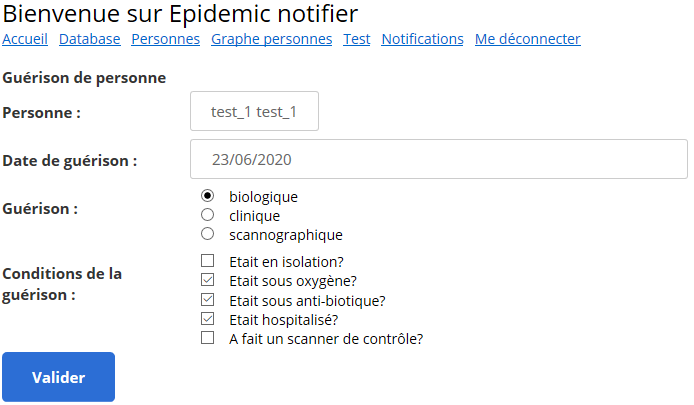 Bienvenue sur Epidemic notifier
Accueil Database Personnes Graphe personnes Test Notifications Me déconnecter
Guérison de personne
Personne : test_1 test_1
Date de guérison : 23/06/2020
Guérison : biologique
clinique
scannographique
Conditions de la guérison :
Etait en isolation?
Etait sous oxygène?
Etait sous anti-biotique?
Etait hospitalisé?
A fait un scanner de contrôle?
Valider